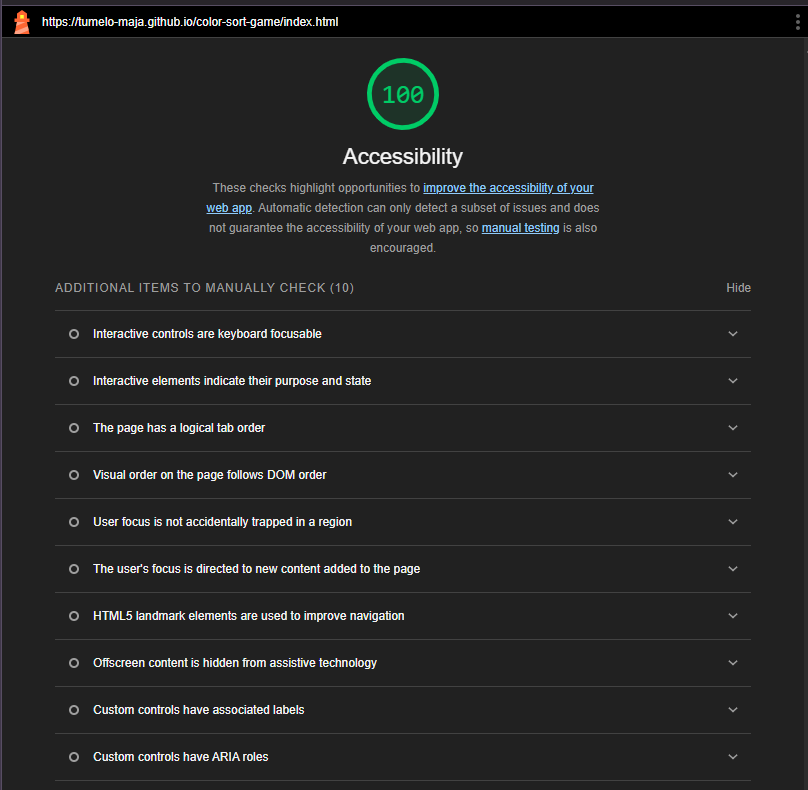 https://tumelo-maja.github.io/color-sort-game/index.html
100
Accessibility
These checks highlight opportunities to improve the accessibility of your
web app. Automatic detection can only detect a subset of issues and does
not guarantee the accessibility of your web app, so manual testing is also
encouraged.
ADDITIONAL ITEMS TO MANUALLY CHECK (10) Hide
Interactive controls are keyboard focusable
Interactive elements indicate their purpose and state
The page has a logical tab order
Visual order on the page follows DOM order
User focus is not accidentally trapped in a region
The user's focus is directed to new content added to the page
HTML5 landmark elements are used to improve navigation
Offscreen content is hidden from assistive technology
Custom controls have associated labels
Custom controls have ARIA roles